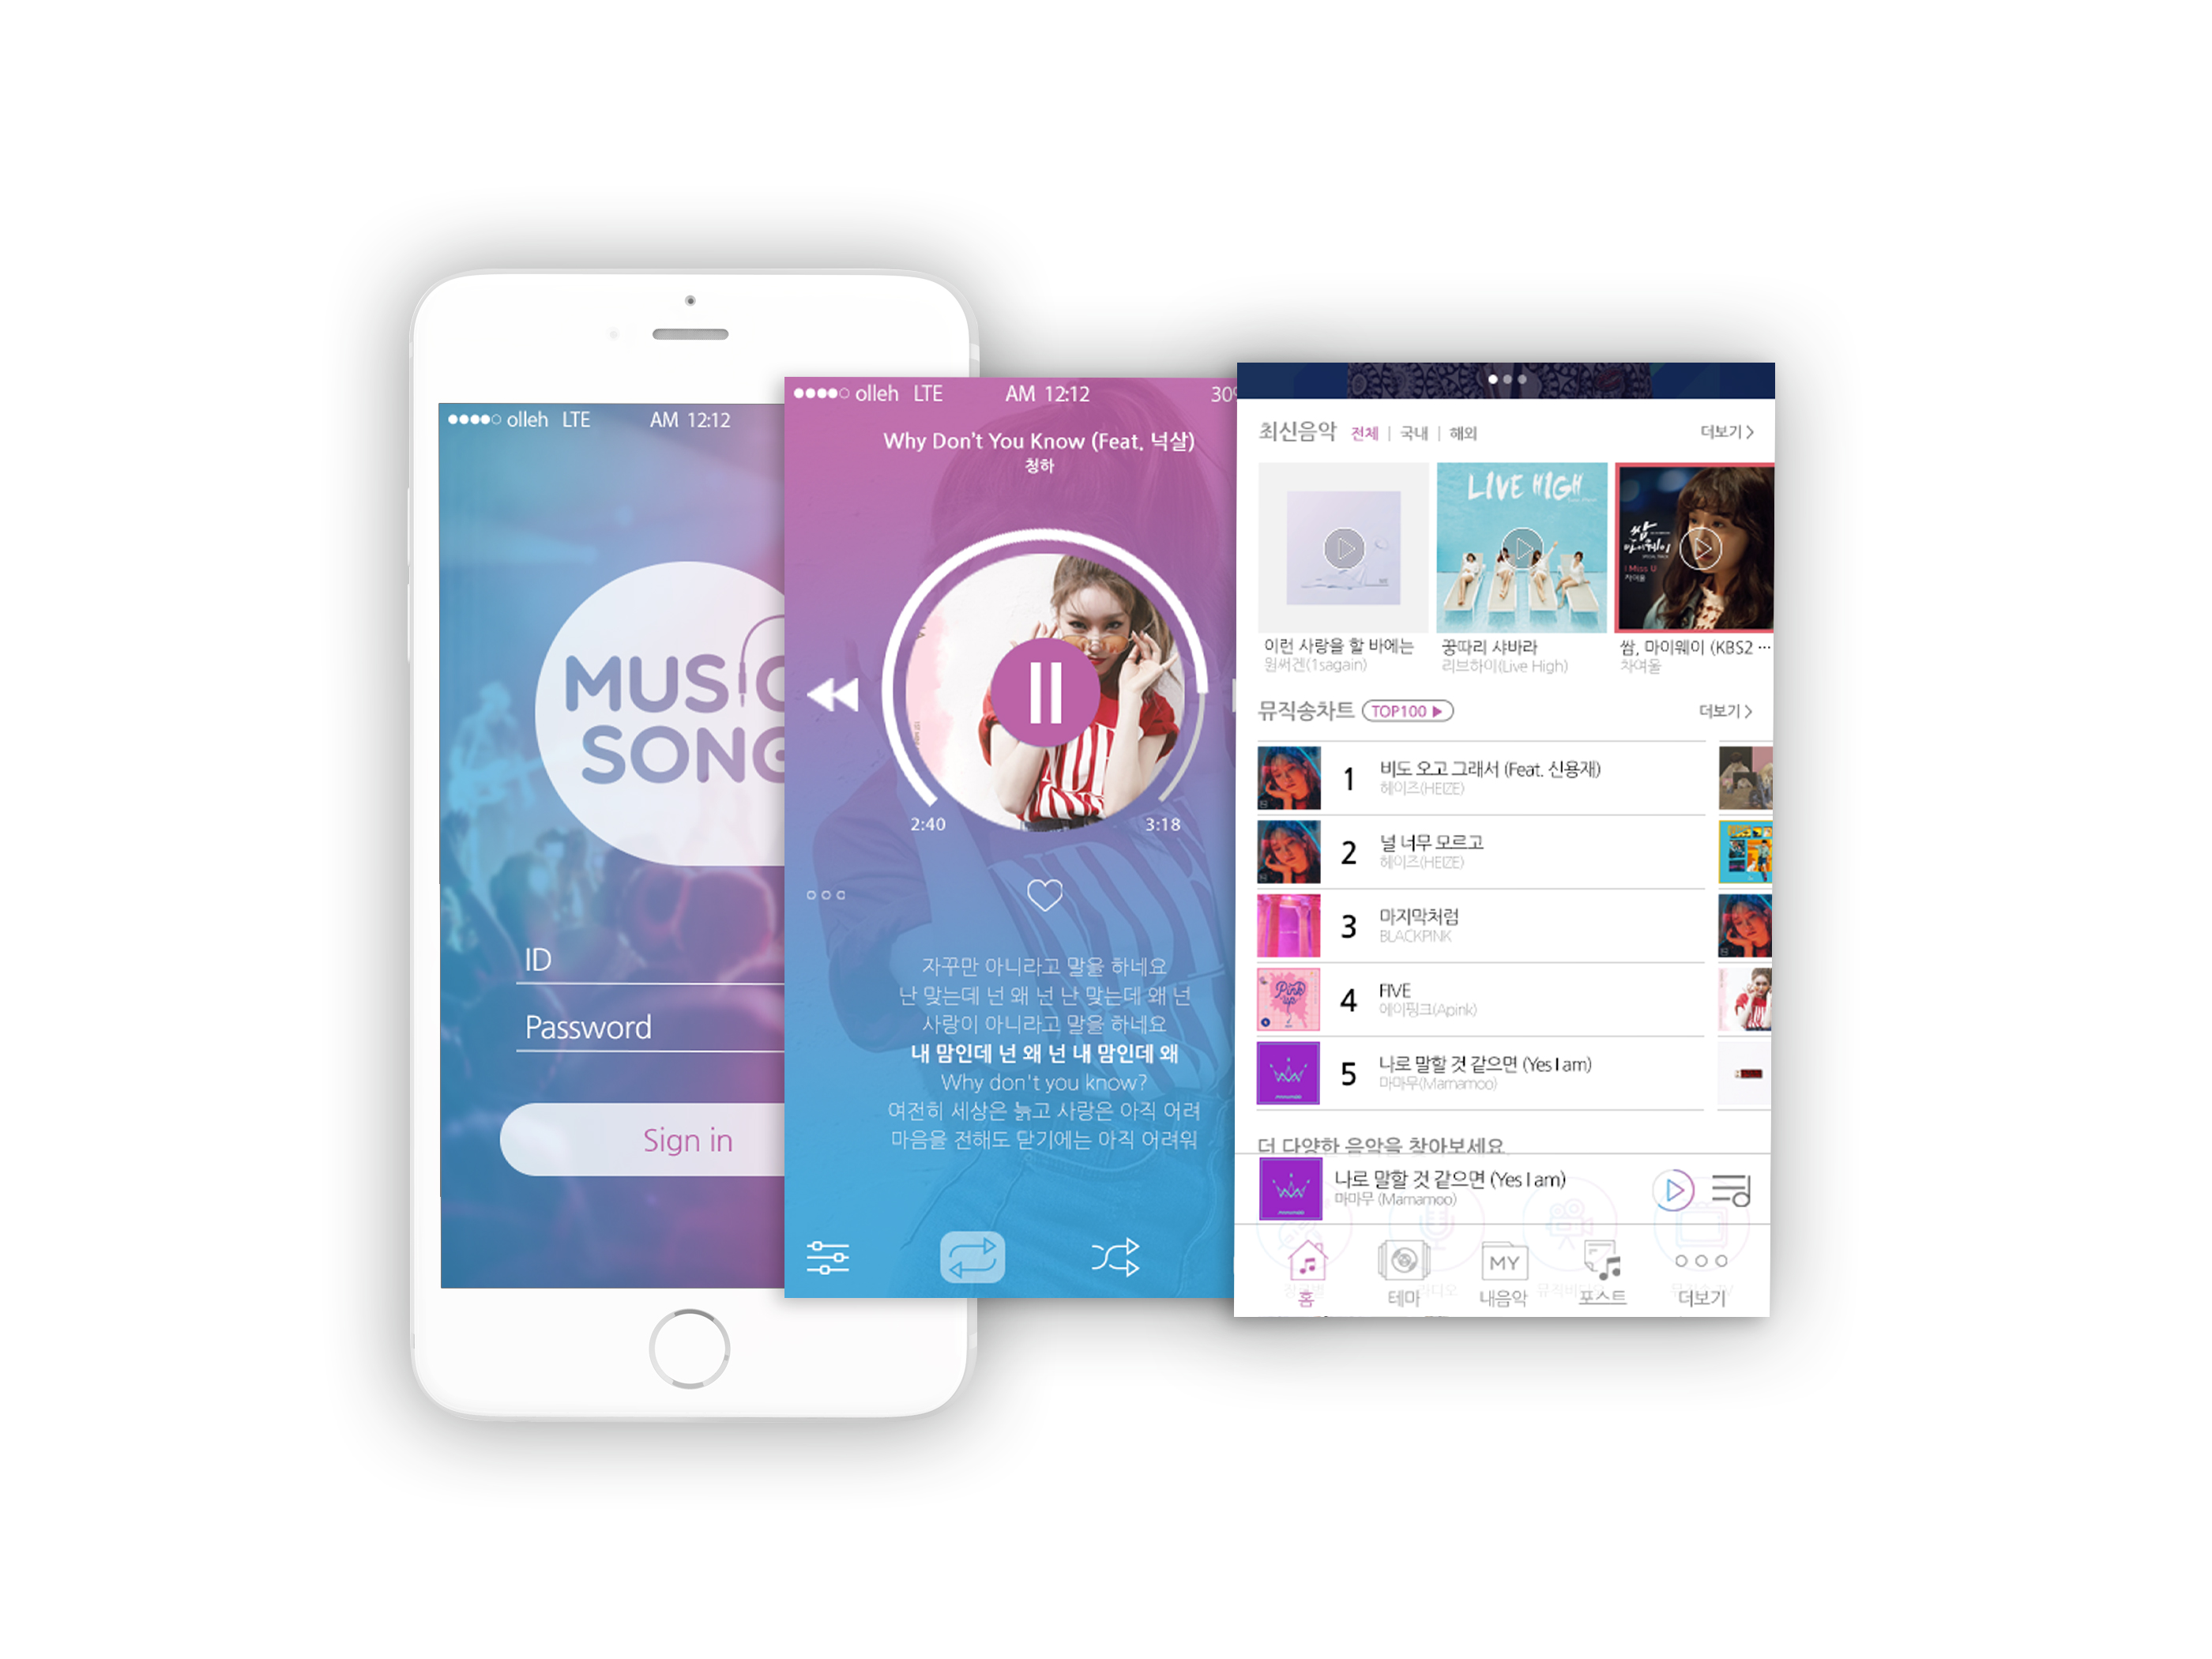 olleh LTE AM 12:12
MUSIC
SONG
ID
Password
Sign in
olleh LTE AM 12:12 30%
Why Don't You Know (Feat. 넉살)
청하
2:40 3:18
자꾸만 아니라고 말을 하네요
난 맞는데 넌 왜 넌 난 맞는데 왜 넌
사랑이 아니라고 말을 하네요
내 맘인데 넌 왜 넌 내 맘인데 왜
Why don't you know?
여전히 세상은 늙고 사랑은 아직 어려
마음을 전해도 닫기에는 아직 어려워
최신음악 전체 | 국내 | 해외 더보기 >
LIVE HIGH
쌈
마이웨이
I Miss U
차여울
이런 사랑을 할 바에는
원써겐(1sagain)
꿍따리 샤바라
리브하이(Live High)
쌈, 마이웨이 (KBS2 ···
차여울
뮤직송차트 TOP100 ▶ 더보기 >
1 비도 오고 그래서 (Feat. 신용재)
헤이즈(HEIZE)
2 널 너무 모르고
헤이즈(HEIZE)
3 마지막처럼
BLACKPINK
Pink up
4 FIVE
에이핑크(Apink)
5 나로 말할 것 같으면 (Yes I am)
마마무(Mamamoo)
더 다양한 음악을 찾아보세요
나로 말할 것 같으면 (Yes I am)
마마무 (Mamamoo)
MY
홈 테마 내음악 포스트 더보기